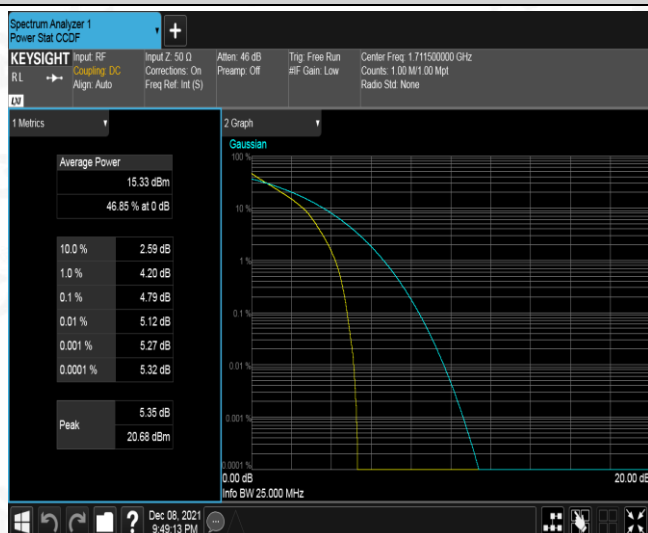 Spectrum Analyzer 1
Power Stat CCDF
KEYSIGHT
R L
LXI
Input: RF
Coupling: DC
Align: Auto
Input Z: 50 Ω
Corrections: On
Freq Ref: Int (S)
Atten: 46 dB
Preamp: Off
Trig: Free Run
#IF Gain: Low
Center Freq: 1.711500000 GHz
Counts: 1.00 M/1.00 Mpt
Radio Std: None
1 Metrics
Average Power
15.33 dBm
46.85 % at 0 dB
10.0 % 2.59 dB
1.0 % 4.20 dB
0.1 % 4.79 dB
0.01 % 5.12 dB
0.001 % 5.27 dB
0.0001 % 5.32 dB
Peak
5.35 dB
20.68 dBm
2 Graph
Gaussian
100 %
10 %
1 %
0.1 %
0.01 %
0.001 %
0.0001 %
0.00 dB 20.00 dB
Info BW 25.000 MHz
Dec 08, 2021
9:49:13 PM